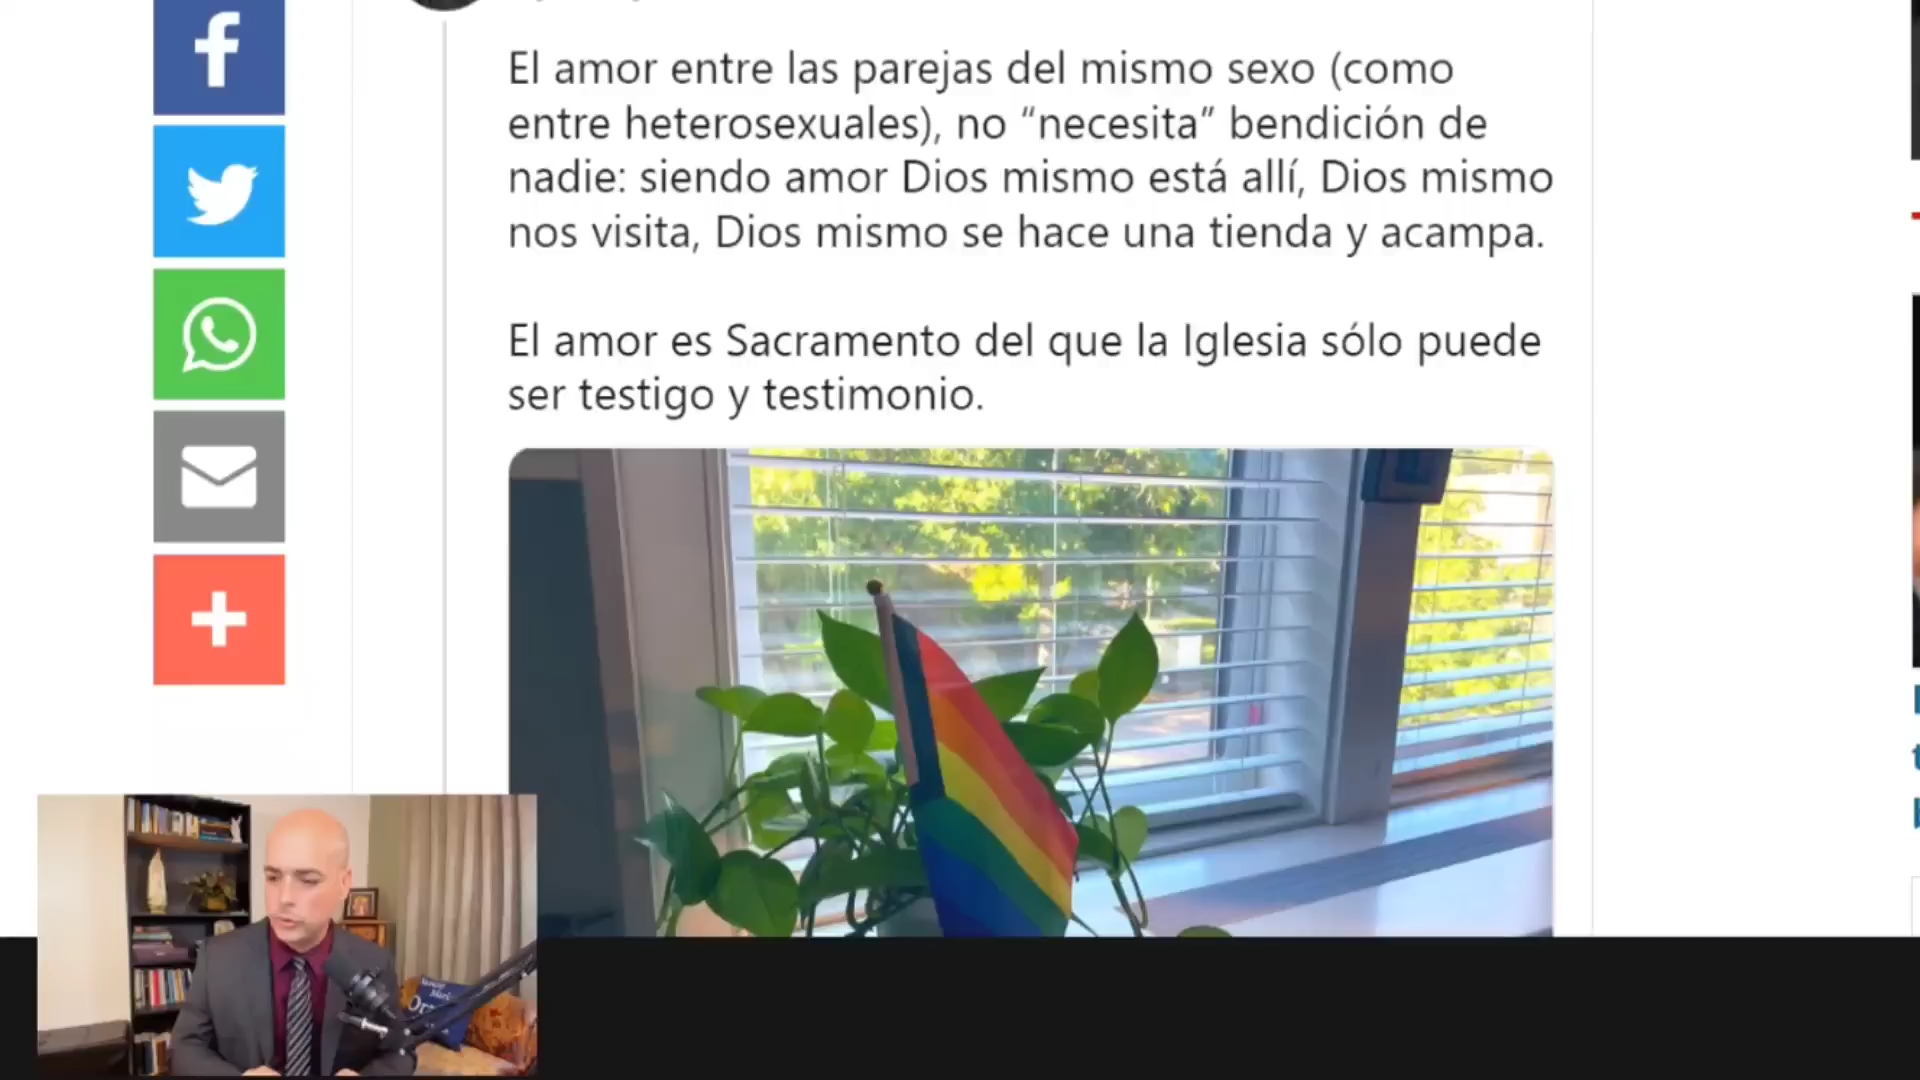 El amor entre las parejas del mismo sexo (como
entre heterosexuales), no “necesita” bendición de
nadie: siendo amor Dios mismo está allí, Dios mismo
nos visita, Dios mismo se hace una tienda y acampa.
El amor es Sacramento del que la Iglesia sólo puede
ser testigo y testimonio.